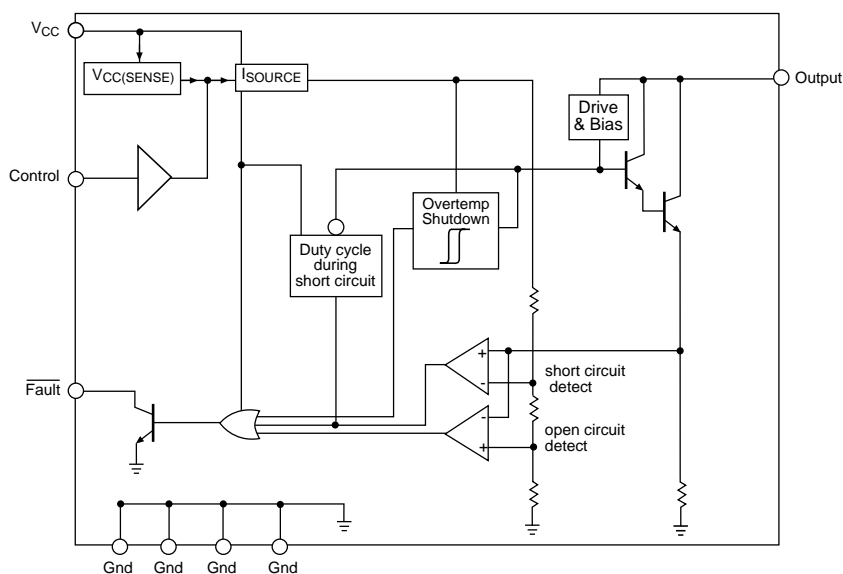 VCC
VCC(SENSE)
ISOURCE
Output
Drive
& Bias
Control
Overtemp
Shutdown
Duty cycle
during
short circuit
+
-
short circuit
detect
Fault
-
+
open circuit
detect
Gnd
Gnd
Gnd
Gnd